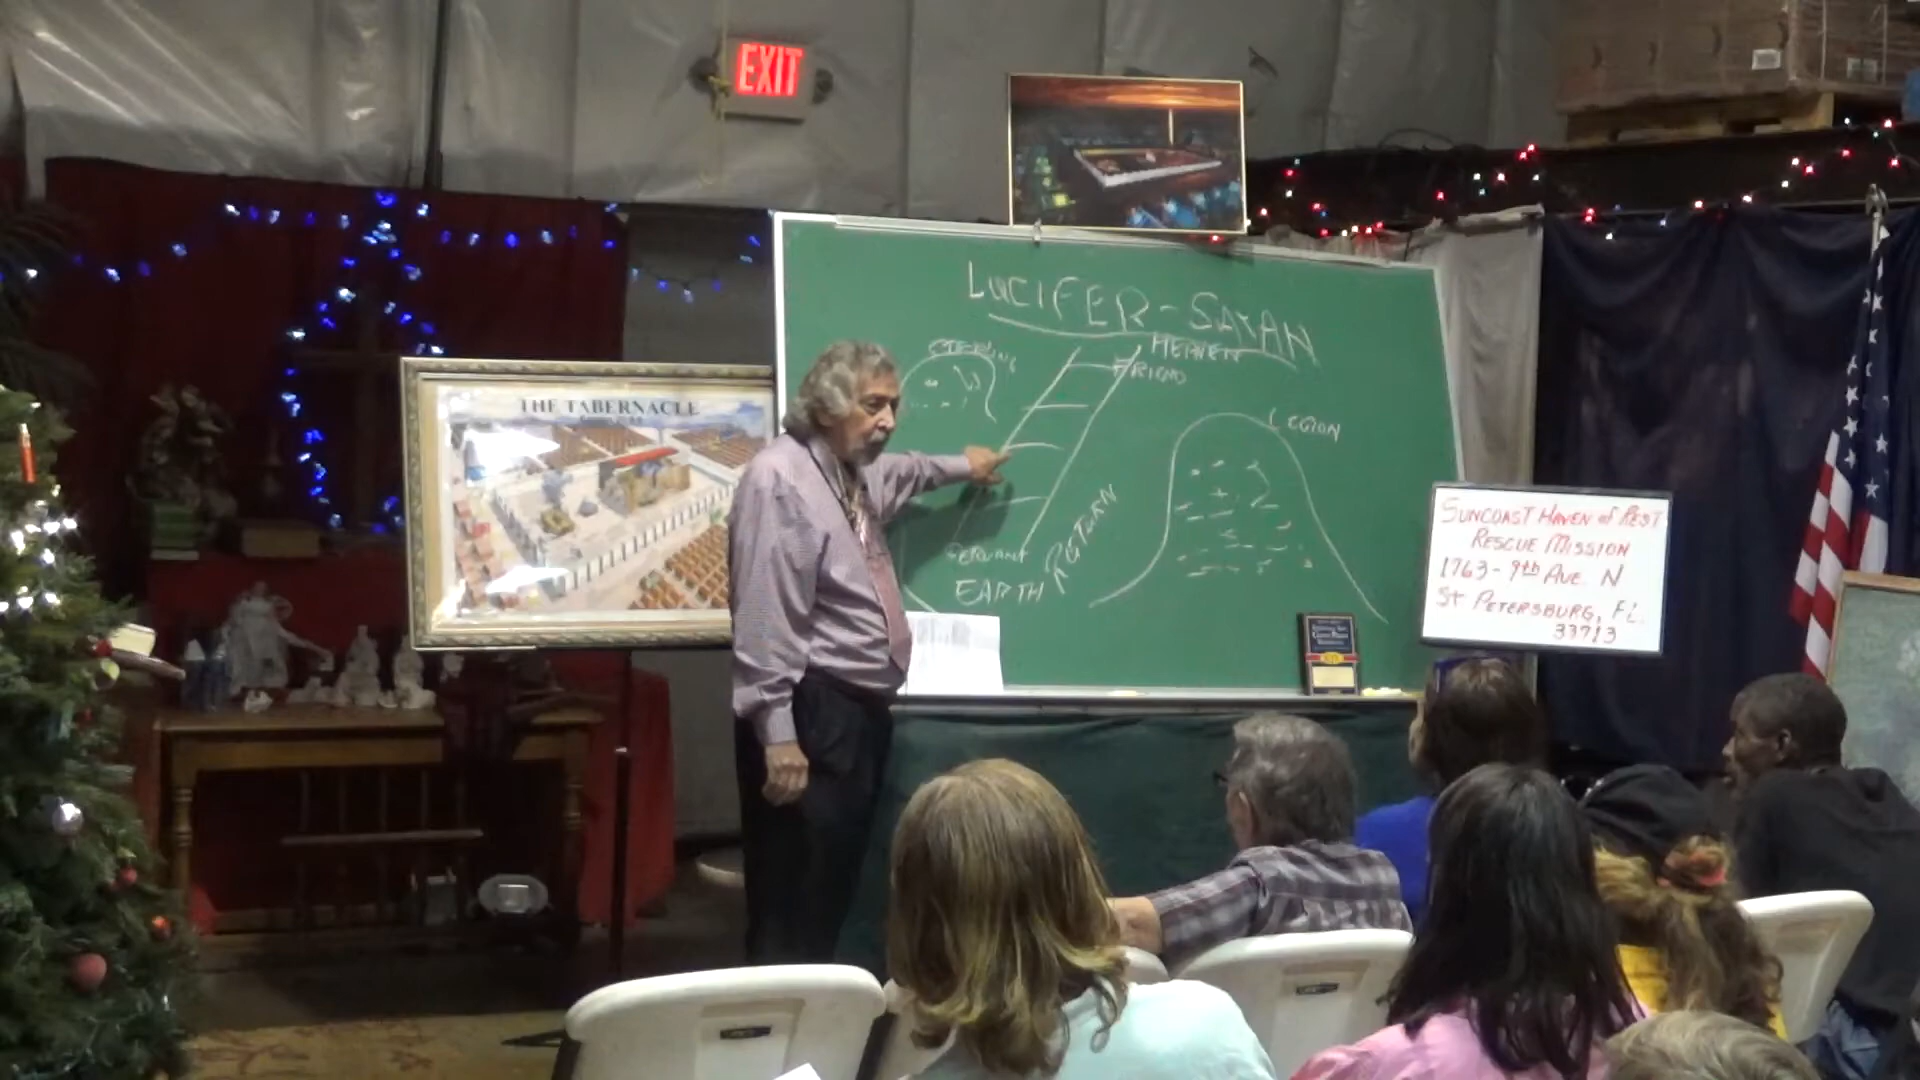 EXIT
LUCIFER-SATAN
HEAVEN
FRIEND
LEGION
THE TABERNACLE
RETURN
SERVANT
EARTH
SUNCOAST HAVEN of REST
RESCUE MISSION
1763 - 9th AVE. N
St PETERSBURG, FL.
33713